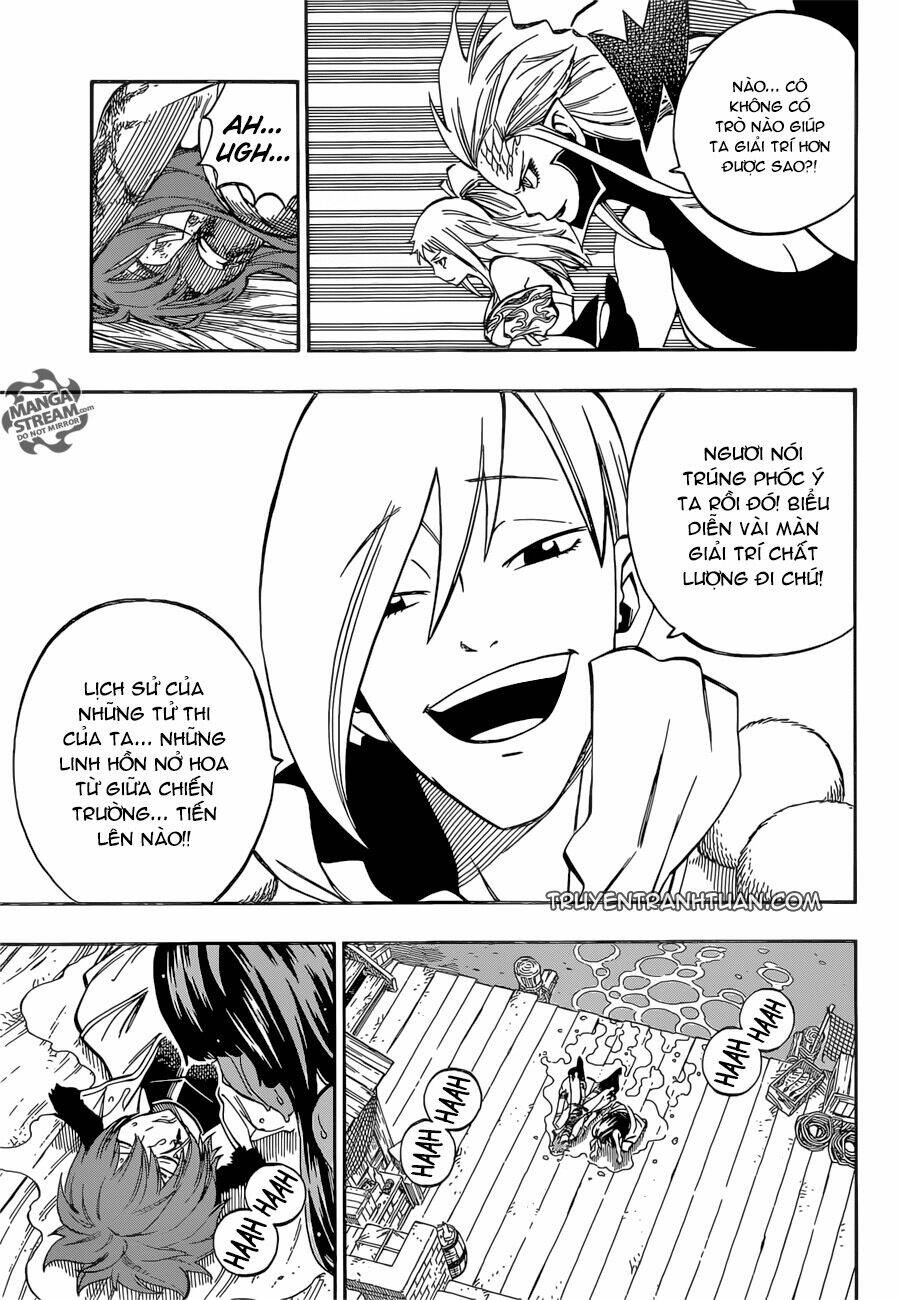 NÀO... CÔ
KHÔNG CÓ
TRÒ NÀO GIÚP
TA GIẢI TRÍ HƠN
ĐƯỢC SAO?!
AH...
UGH...
MANGA
STREAM.com
DO NOT MIRROR
NGƯƠI NÓI
TRÚNG PHÓC Ý
TA RỒI ĐÓ! BIỂU
DIỄN VÀI MÀN
GIẢI TRÍ CHẤT
LƯỢNG ĐI CHỨ!
LỊCH SỬ CỦA
NHỮNG TỬ THI
CỦA TA... NHỮNG
LINH HỒN NỞ HOA
TỪ GIỮA CHIẾN
TRƯỜNG... TIẾN
LÊN NÀO!!
TRUYENTRANHTUAN.COM
HAAH HAAH
HAAH HAAH
HAAH HAAH